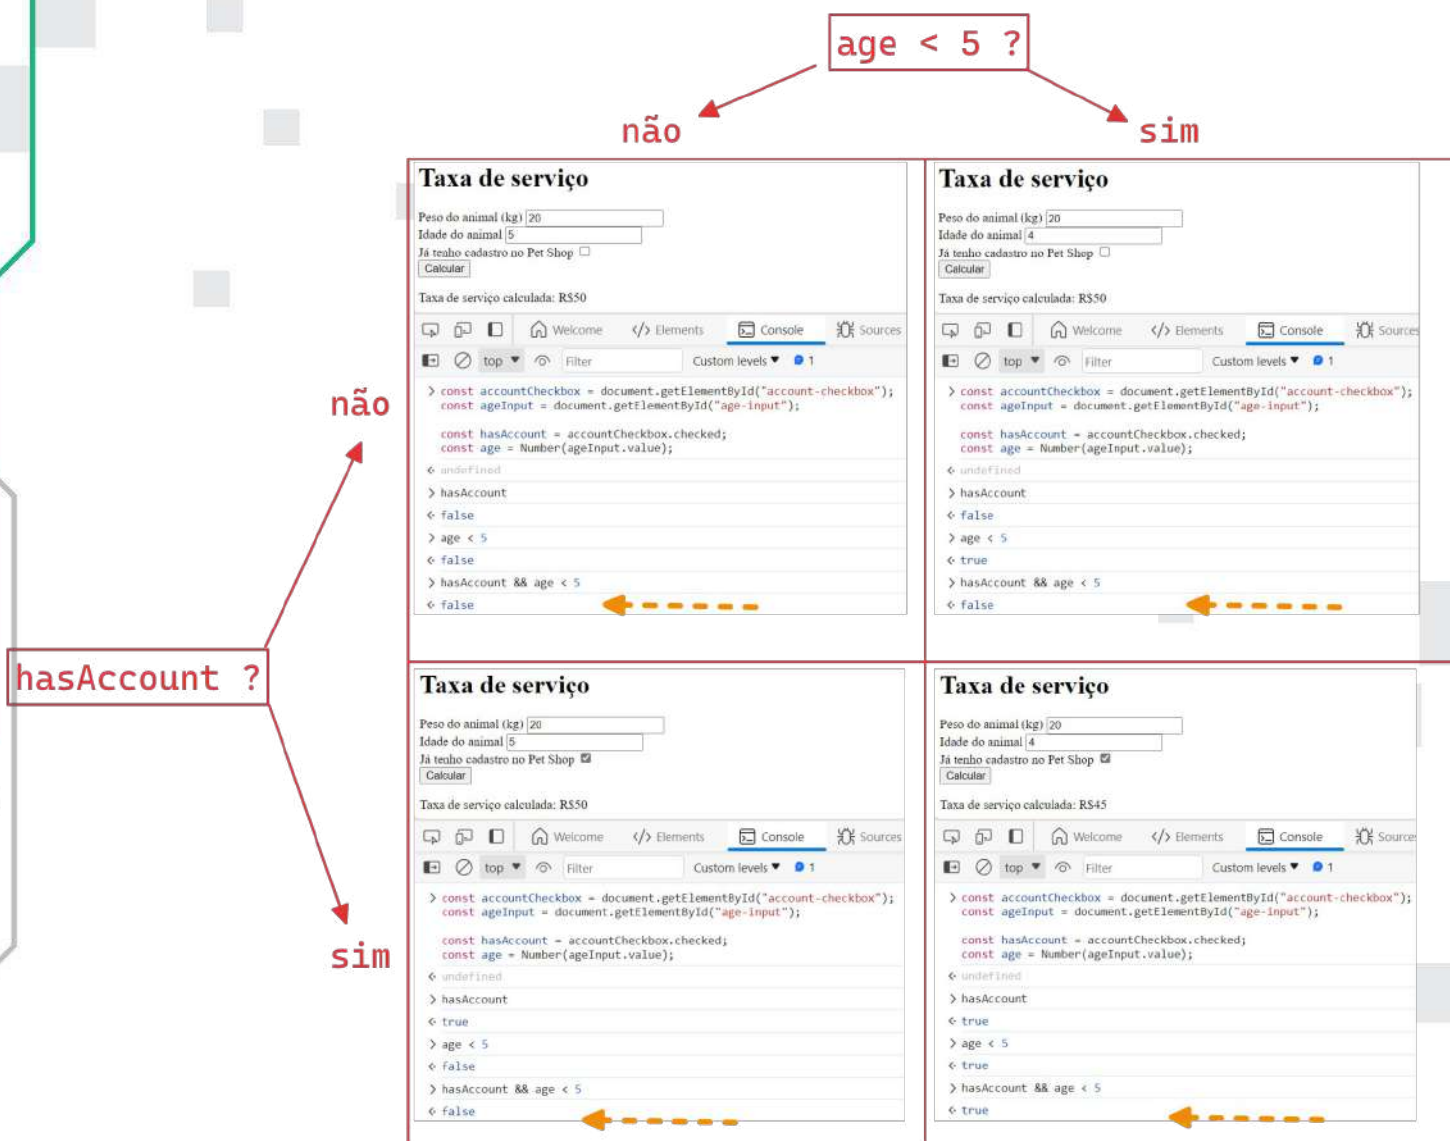 age < 5 ?
não
sim
não
hasAccount ?
sim
Taxa de serviço
Peso do animal (kg) 20
Idade do animal 5
Já tenho cadastro no Pet Shop
Calcular
Taxa de serviço calculada: R$50
Welcome </> Elements Console Sources
top Filter Custom levels 1
> const accountCheckbox = document.getElementById("account-checkbox");
const ageInput = document.getElementById("age-input");
const hasAccount = accountCheckbox.checked;
const age = Number(ageInput.value);
undefined
> hasAccount
false
> age < 5
false
> hasAccount && age < 5
false
Taxa de serviço
Peso do animal (kg) 20
Idade do animal 4
Já tenho cadastro no Pet Shop
Calcular
Taxa de serviço calculada: R$50
Welcome </> Elements Console Sources
top Filter Custom levels 1
> const accountCheckbox = document.getElementById("account-checkbox");
const ageInput = document.getElementById("age-input");
const hasAccount = accountCheckbox.checked;
const age = Number(ageInput.value);
undefined
> hasAccount
false
> age < 5
true
> hasAccount && age < 5
false
Taxa de serviço
Peso do animal (kg) 20
Idade do animal 5
Já tenho cadastro no Pet Shop
Calcular
Taxa de serviço calculada: R$50
Welcome </> Elements Console Sources
top Filter Custom levels 1
> const accountCheckbox = document.getElementById("account-checkbox");
const ageInput = document.getElementById("age-input");
const hasAccount = accountCheckbox.checked;
const age = Number(ageInput.value);
undefined
> hasAccount
true
> age < 5
false
> hasAccount && age < 5
false
Taxa de serviço
Peso do animal (kg) 20
Idade do animal 4
Já tenho cadastro no Pet Shop
Calcular
Taxa de serviço calculada: R$45
Welcome </> Elements Console Source
top Filter Custom levels 1
> const accountCheckbox = document.getElementById("account-checkbox");
const ageInput = document.getElementById("age-input");
const hasAccount = accountCheckbox.checked;
const age = Number(ageInput.value);
undefined
> hasAccount
true
> age < 5
true
> hasAccount && age < 5
true